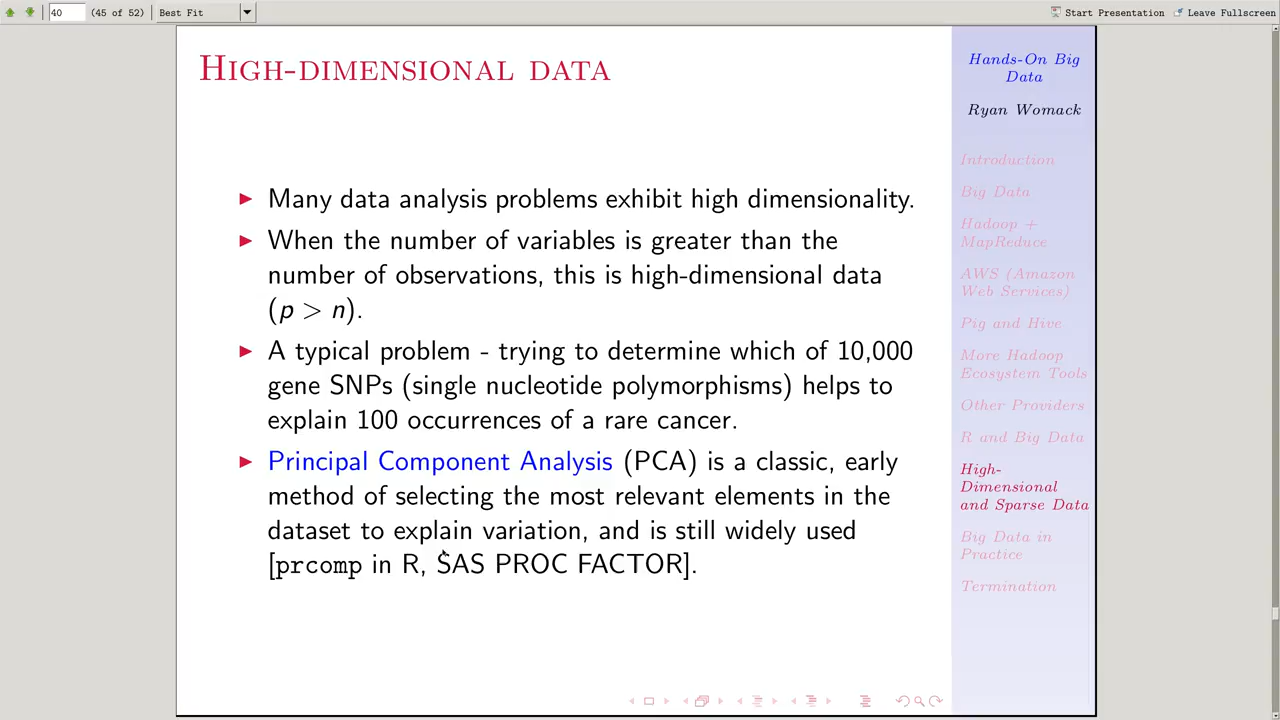 40 (45 of 52) Best Fit Start Presentation Leave Fullscreen
High-dimensional data
Many data analysis problems exhibit high dimensionality.
When the number of variables is greater than the
number of observations, this is high-dimensional data
(p > n).
A typical problem - trying to determine which of 10,000
gene SNPs (single nucleotide polymorphisms) helps to
explain 100 occurrences of a rare cancer.
Principal Component Analysis (PCA) is a classic, early
method of selecting the most relevant elements in the
dataset to explain variation, and is still widely used
[prcomp in R, SAS PROC FACTOR].
Hands-On Big
Data
Ryan Womack
Introduction
Big Data
Hadoop +
MapReduce
AWS (Amazon
Web Services)
Pig and Hive
More Hadoop
Ecosystem Tools
Other Providers
R and Big Data
High-
Dimensional
and Sparse Data
Big Data in
Practice
Termination